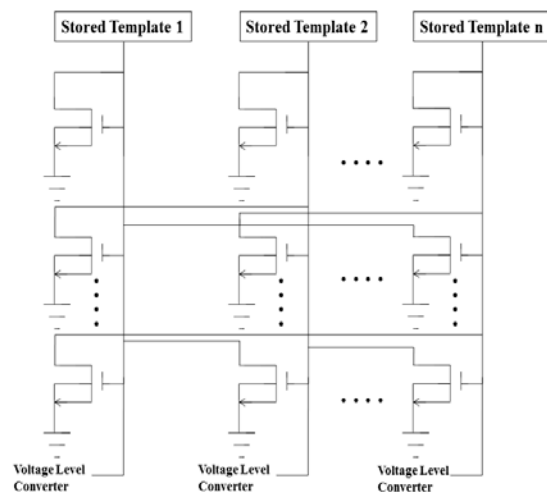 Stored Template 1
Stored Template 2
Stored Template n
Voltage Level
Converter
Voltage Level
Converter
Voltage Level
Converter